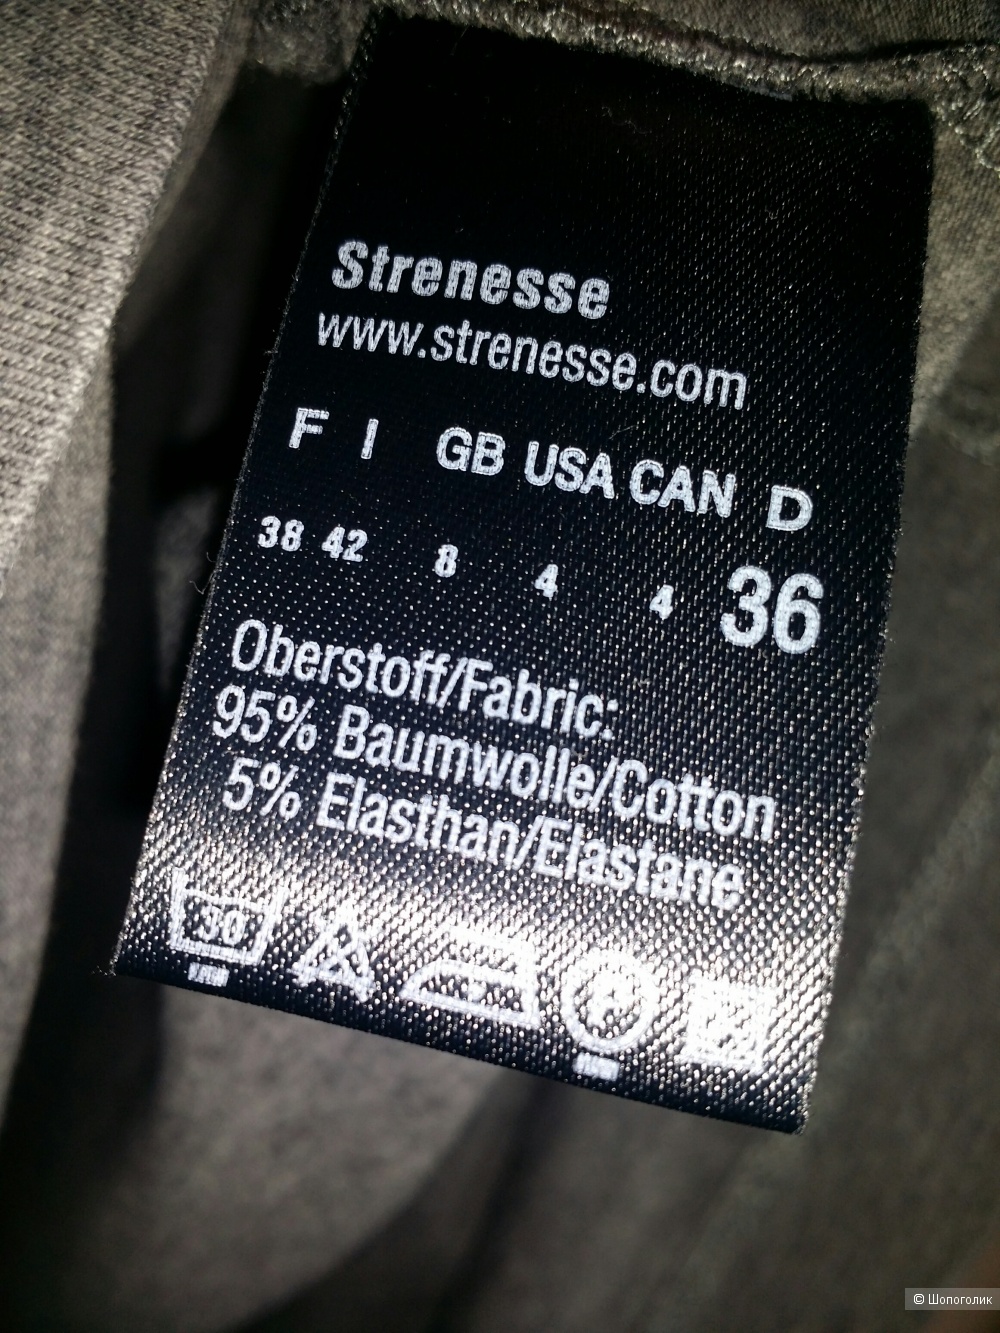 Strenesse
www.strenesse.com
F I GB USA CAN D
38 42 8 4 4 36
Oberstoff/Fabric:
95% Baumwolle/Cotton
5% Elasthan/Elastane
30
© Шопоголик